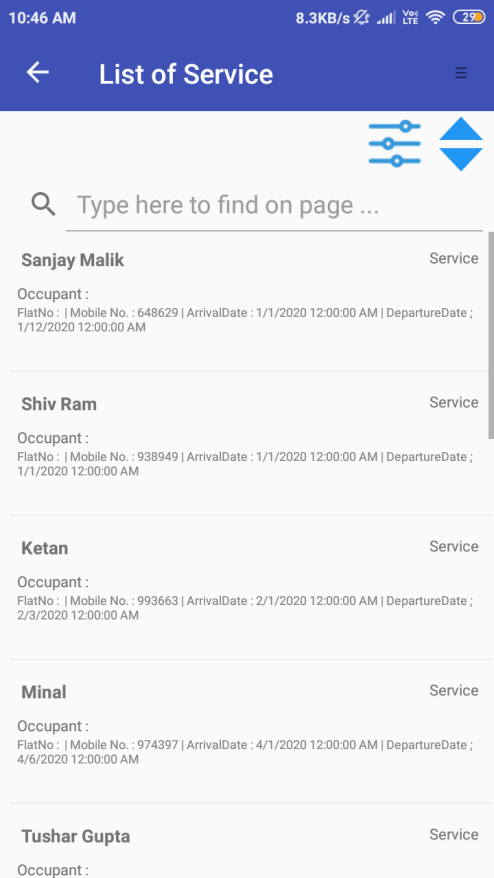 10:46 AM 8.3KB/s Vo) LTE 29
List of Service
Type here to find on page ...
Sanjay Malik Service
Occupant :
FlatNo : | Mobile No. : 648629 | ArrivalDate : 1/1/2020 12:00:00 AM | DepartureDate ;
1/12/2020 12:00:00 AM
Shiv Ram Service
Occupant :
FlatNo : | Mobile No. : 938949 | ArrivalDate : 1/1/2020 12:00:00 AM | DepartureDate ;
1/1/2020 12:00:00 AM
Ketan Service
Occupant :
FlatNo : | Mobile No. : 993663 | ArrivalDate : 2/1/2020 12:00:00 AM | DepartureDate ;
2/3/2020 12:00:00 AM
Minal Service
Occupant :
FlatNo : | Mobile No. : 974397 | ArrivalDate : 4/1/2020 12:00:00 AM | DepartureDate ;
4/6/2020 12:00:00 AM
Tushar Gupta Service
Occupant :